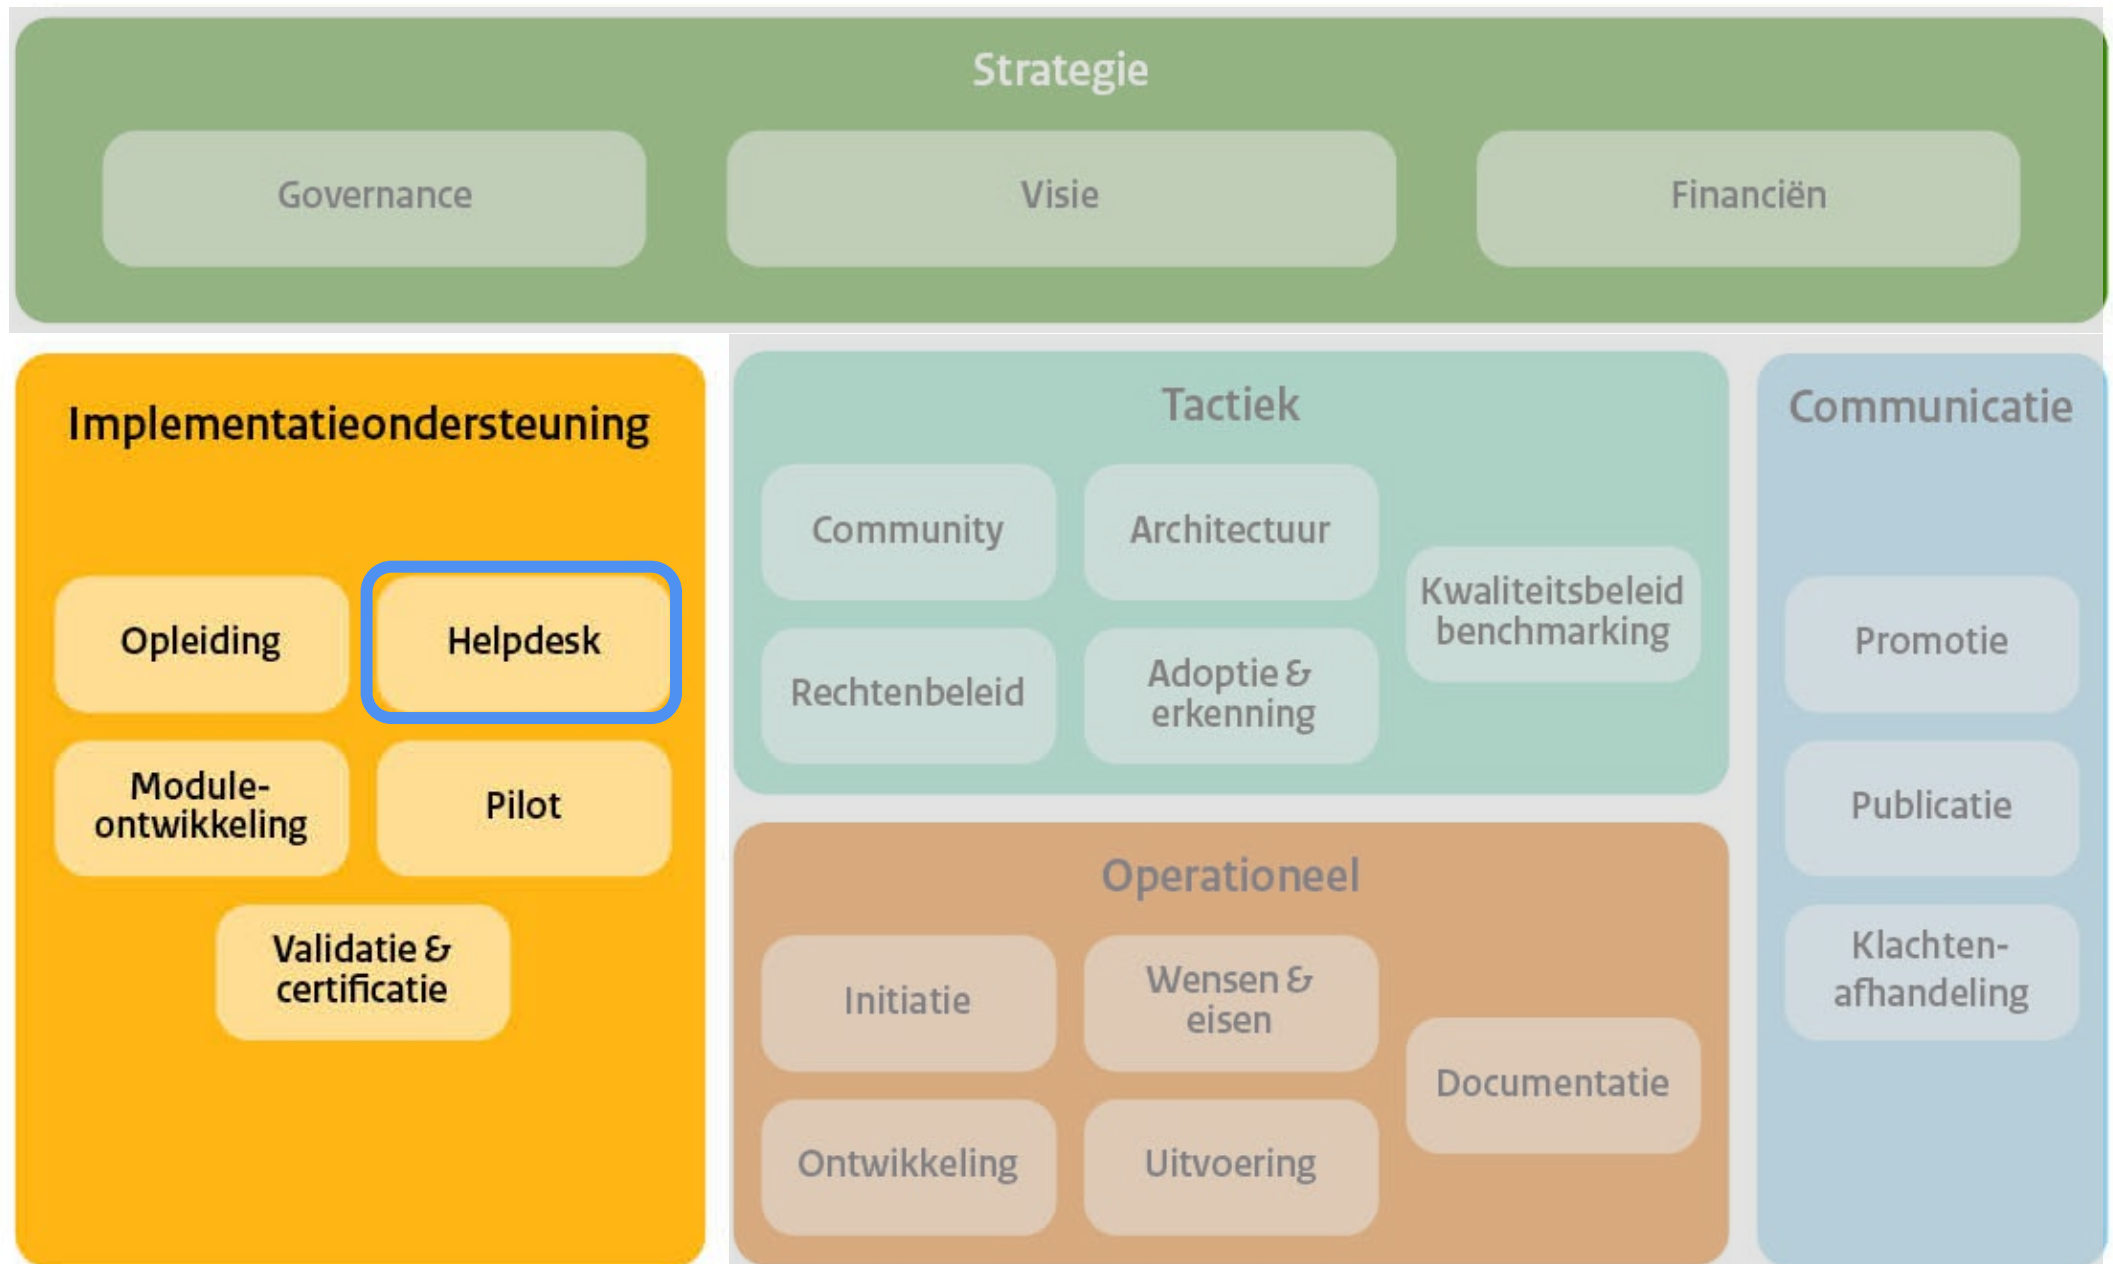 Strategie
Governance
Visie
Financiën
Implementatieondersteuning
Opleiding
Helpdesk
Module-
ontwikkeling
Pilot
Validatie &
certificatie
Tactiek
Community
Architectuur
Kwaliteitsbeleid
benchmarking
Rechtenbeleid
Adoptie &
erkenning
Operationeel
Initiatie
Wensen &
eisen
Documentatie
Ontwikkeling
Uitvoering
Communicatie
Promotie
Publicatie
Klachten-
afhandeling